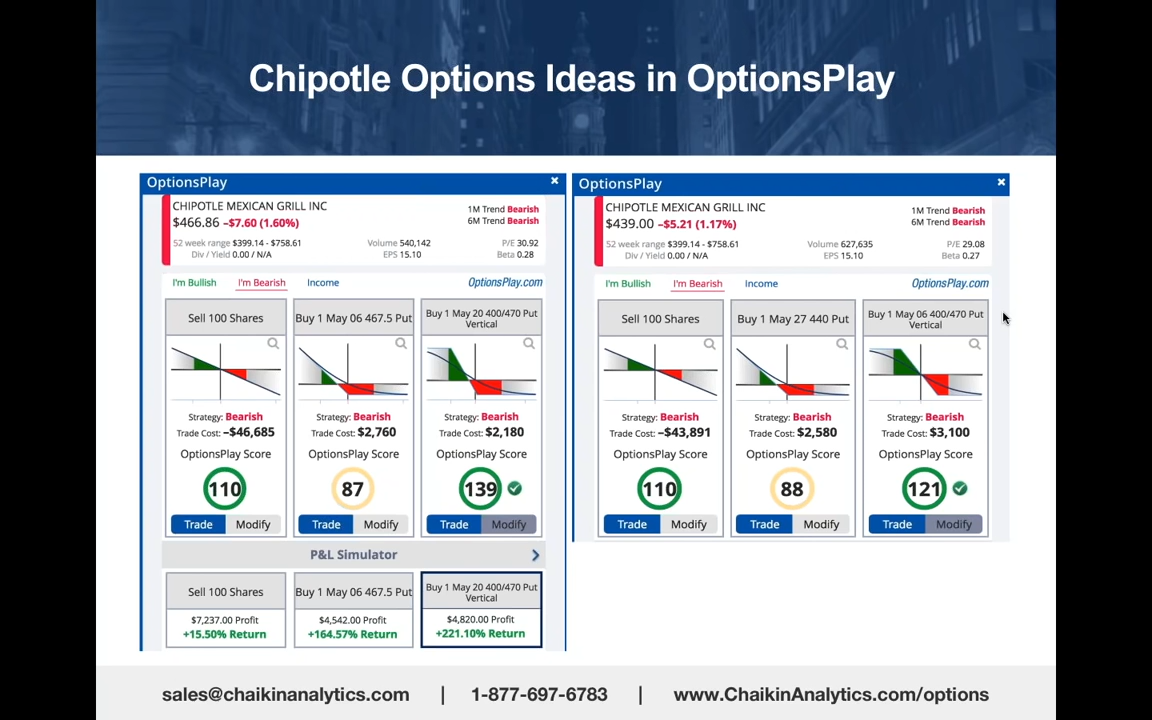 Chipotle Options Ideas in OptionsPlay
OptionsPlay
CHIPOTLE MEXICAN GRILL INC
$466.86 –$7.60 (1.60%)
1M Trend Bearish
6M Trend Bearish
52 week range $399.14 - $758.61
Volume 540,142
P/E 30.92
Div / Yield 0.00 / N/A
EPS 15.10
Beta 0.28
I'm Bullish
I'm Bearish
Income
OptionsPlay.com
Sell 100 Shares
Strategy: Bearish
Trade Cost: –$46,685
OptionsPlay Score
110
Trade
Modify
Buy 1 May 06 467.5 Put
Strategy: Bearish
Trade Cost: $2,760
OptionsPlay Score
87
Trade
Modify
Buy 1 May 20 400/470 Put
Vertical
Strategy: Bearish
Trade Cost: $2,180
OptionsPlay Score
139
Trade
Modify
P&L Simulator
Sell 100 Shares
$7,237.00 Profit
+15.50% Return
Buy 1 May 06 467.5 Put
$4,542.00 Profit
+164.57% Return
Buy 1 May 20 400/470 Put
Vertical
$4,820.00 Profit
+221.10% Return
OptionsPlay
CHIPOTLE MEXICAN GRILL INC
$439.00 –$5.21 (1.17%)
1M Trend Bearish
6M Trend Bearish
52 week range $399.14 - $758.61
Volume 627,635
P/E 29.08
Div / Yield 0.00 / N/A
EPS 15.10
Beta 0.27
I'm Bullish
I'm Bearish
Income
OptionsPlay.com
Sell 100 Shares
Strategy: Bearish
Trade Cost: –$43,891
OptionsPlay Score
110
Trade
Modify
Buy 1 May 27 440 Put
Strategy: Bearish
Trade Cost: $2,580
OptionsPlay Score
88
Trade
Modify
Buy 1 May 06 400/470 Put
Vertical
Strategy: Bearish
Trade Cost: $3,100
OptionsPlay Score
121
Trade
Modify
sales@chaikinanalytics.com | 1-877-697-6783 | www.ChaikinAnalytics.com/options